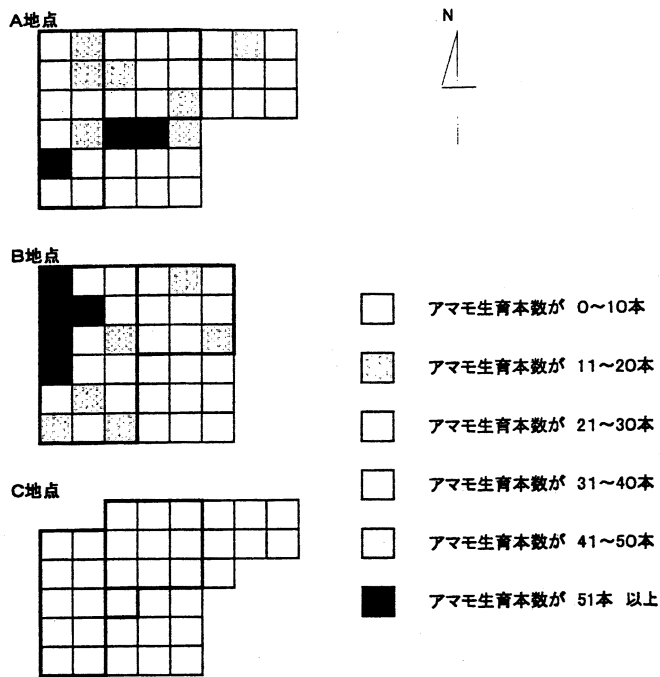 A地点
N
B地点
アマモ生育本数が 0～10本
アマモ生育本数が 11～20本
アマモ生育本数が 21～30本
アマモ生育本数が 31～40本
アマモ生育本数が 41～50本
アマモ生育本数が 51本 以上
C地点